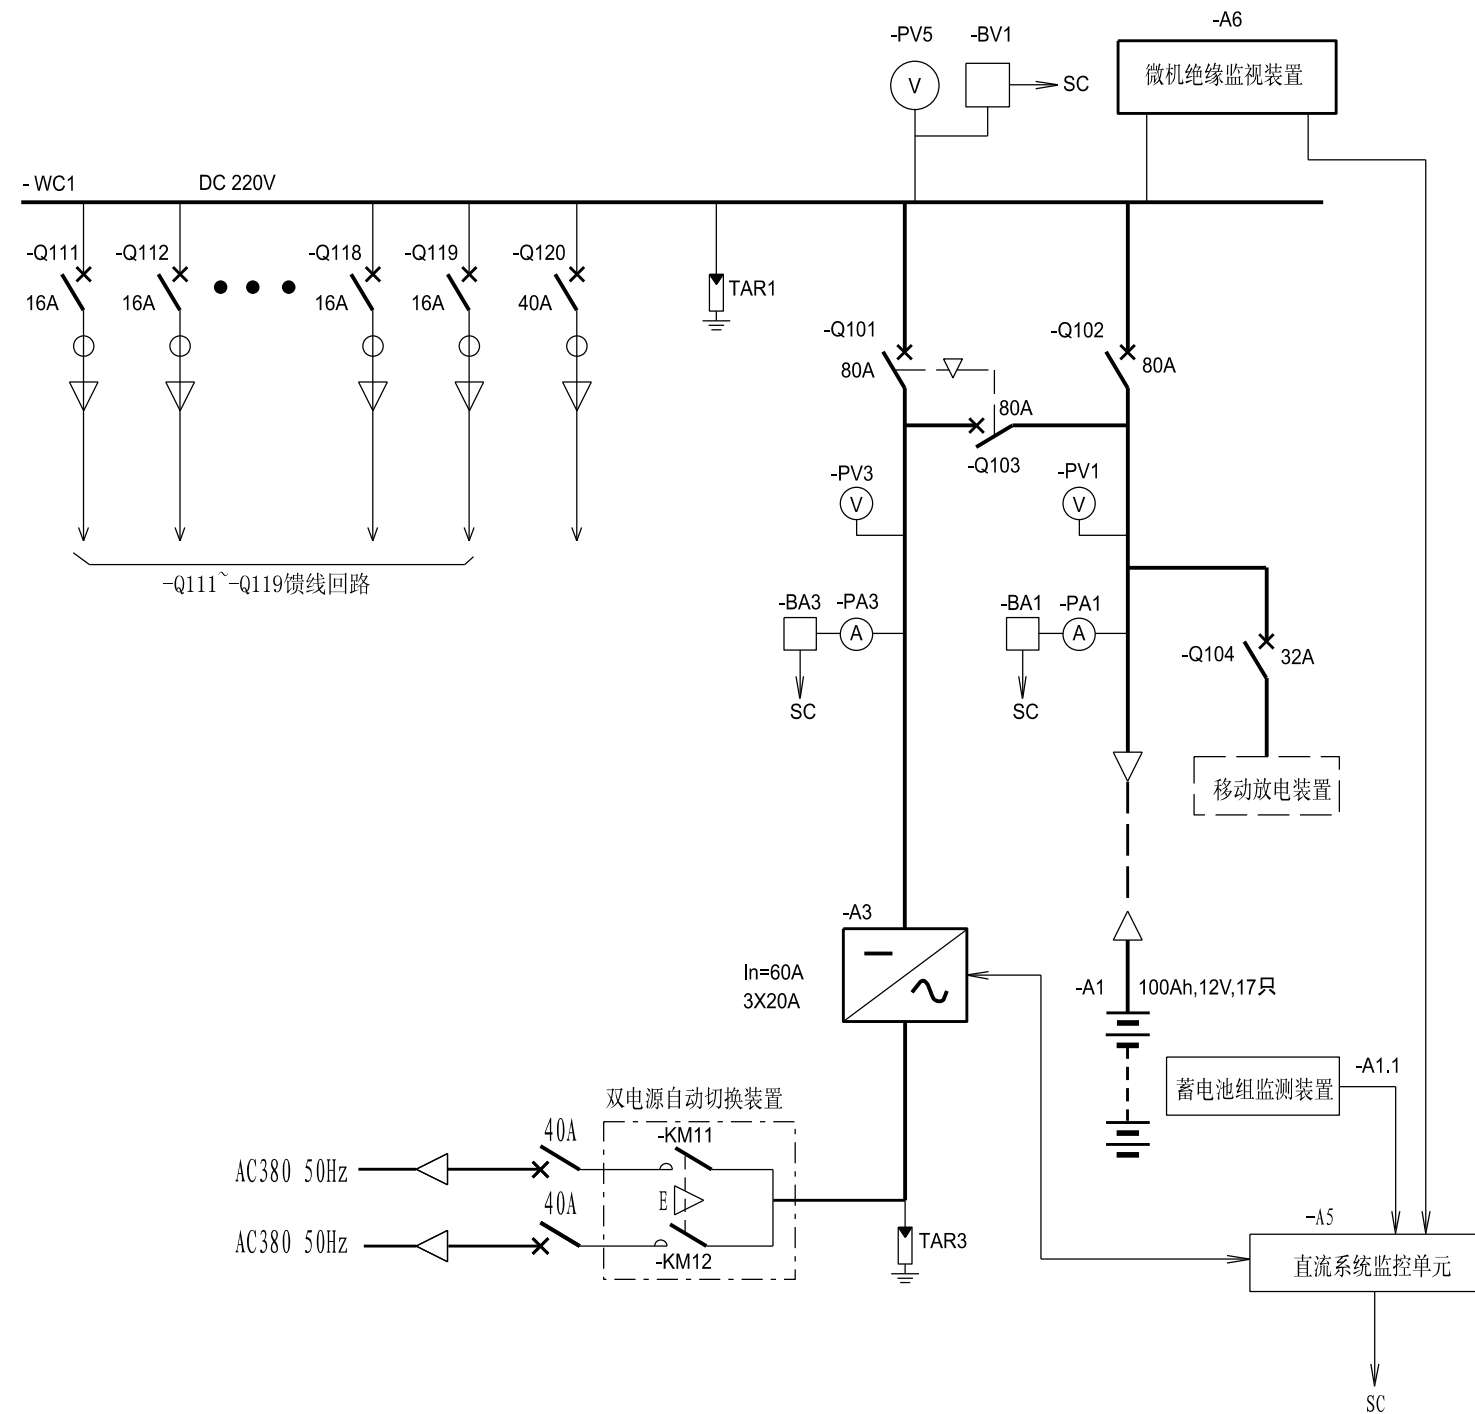 -PV5
-BV1
-A6
V
SC
微机绝缘监视装置
- WC1
DC 220V
-Q111
-Q112
-Q118
-Q119
-Q120
16A
16A
16A
16A
40A
TAR1
-Q101
80A
-Q102
80A
80A
-Q103
-PV3
V
-PV1
V
-Q111~-Q119馈线回路
-BA3
-PA3
A
-BA1
-PA1
A
-Q104
32A
SC
SC
移动放电装置
-A3
In=60A
3X20A
-A1
100Ah,12V,17只
-A1.1
蓄电池组监测装置
双电源自动切换装置
40A
-KM11
AC380 50Hz
40A
E
AC380 50Hz
-KM12
TAR3
-A5
直流系统监控单元
SC